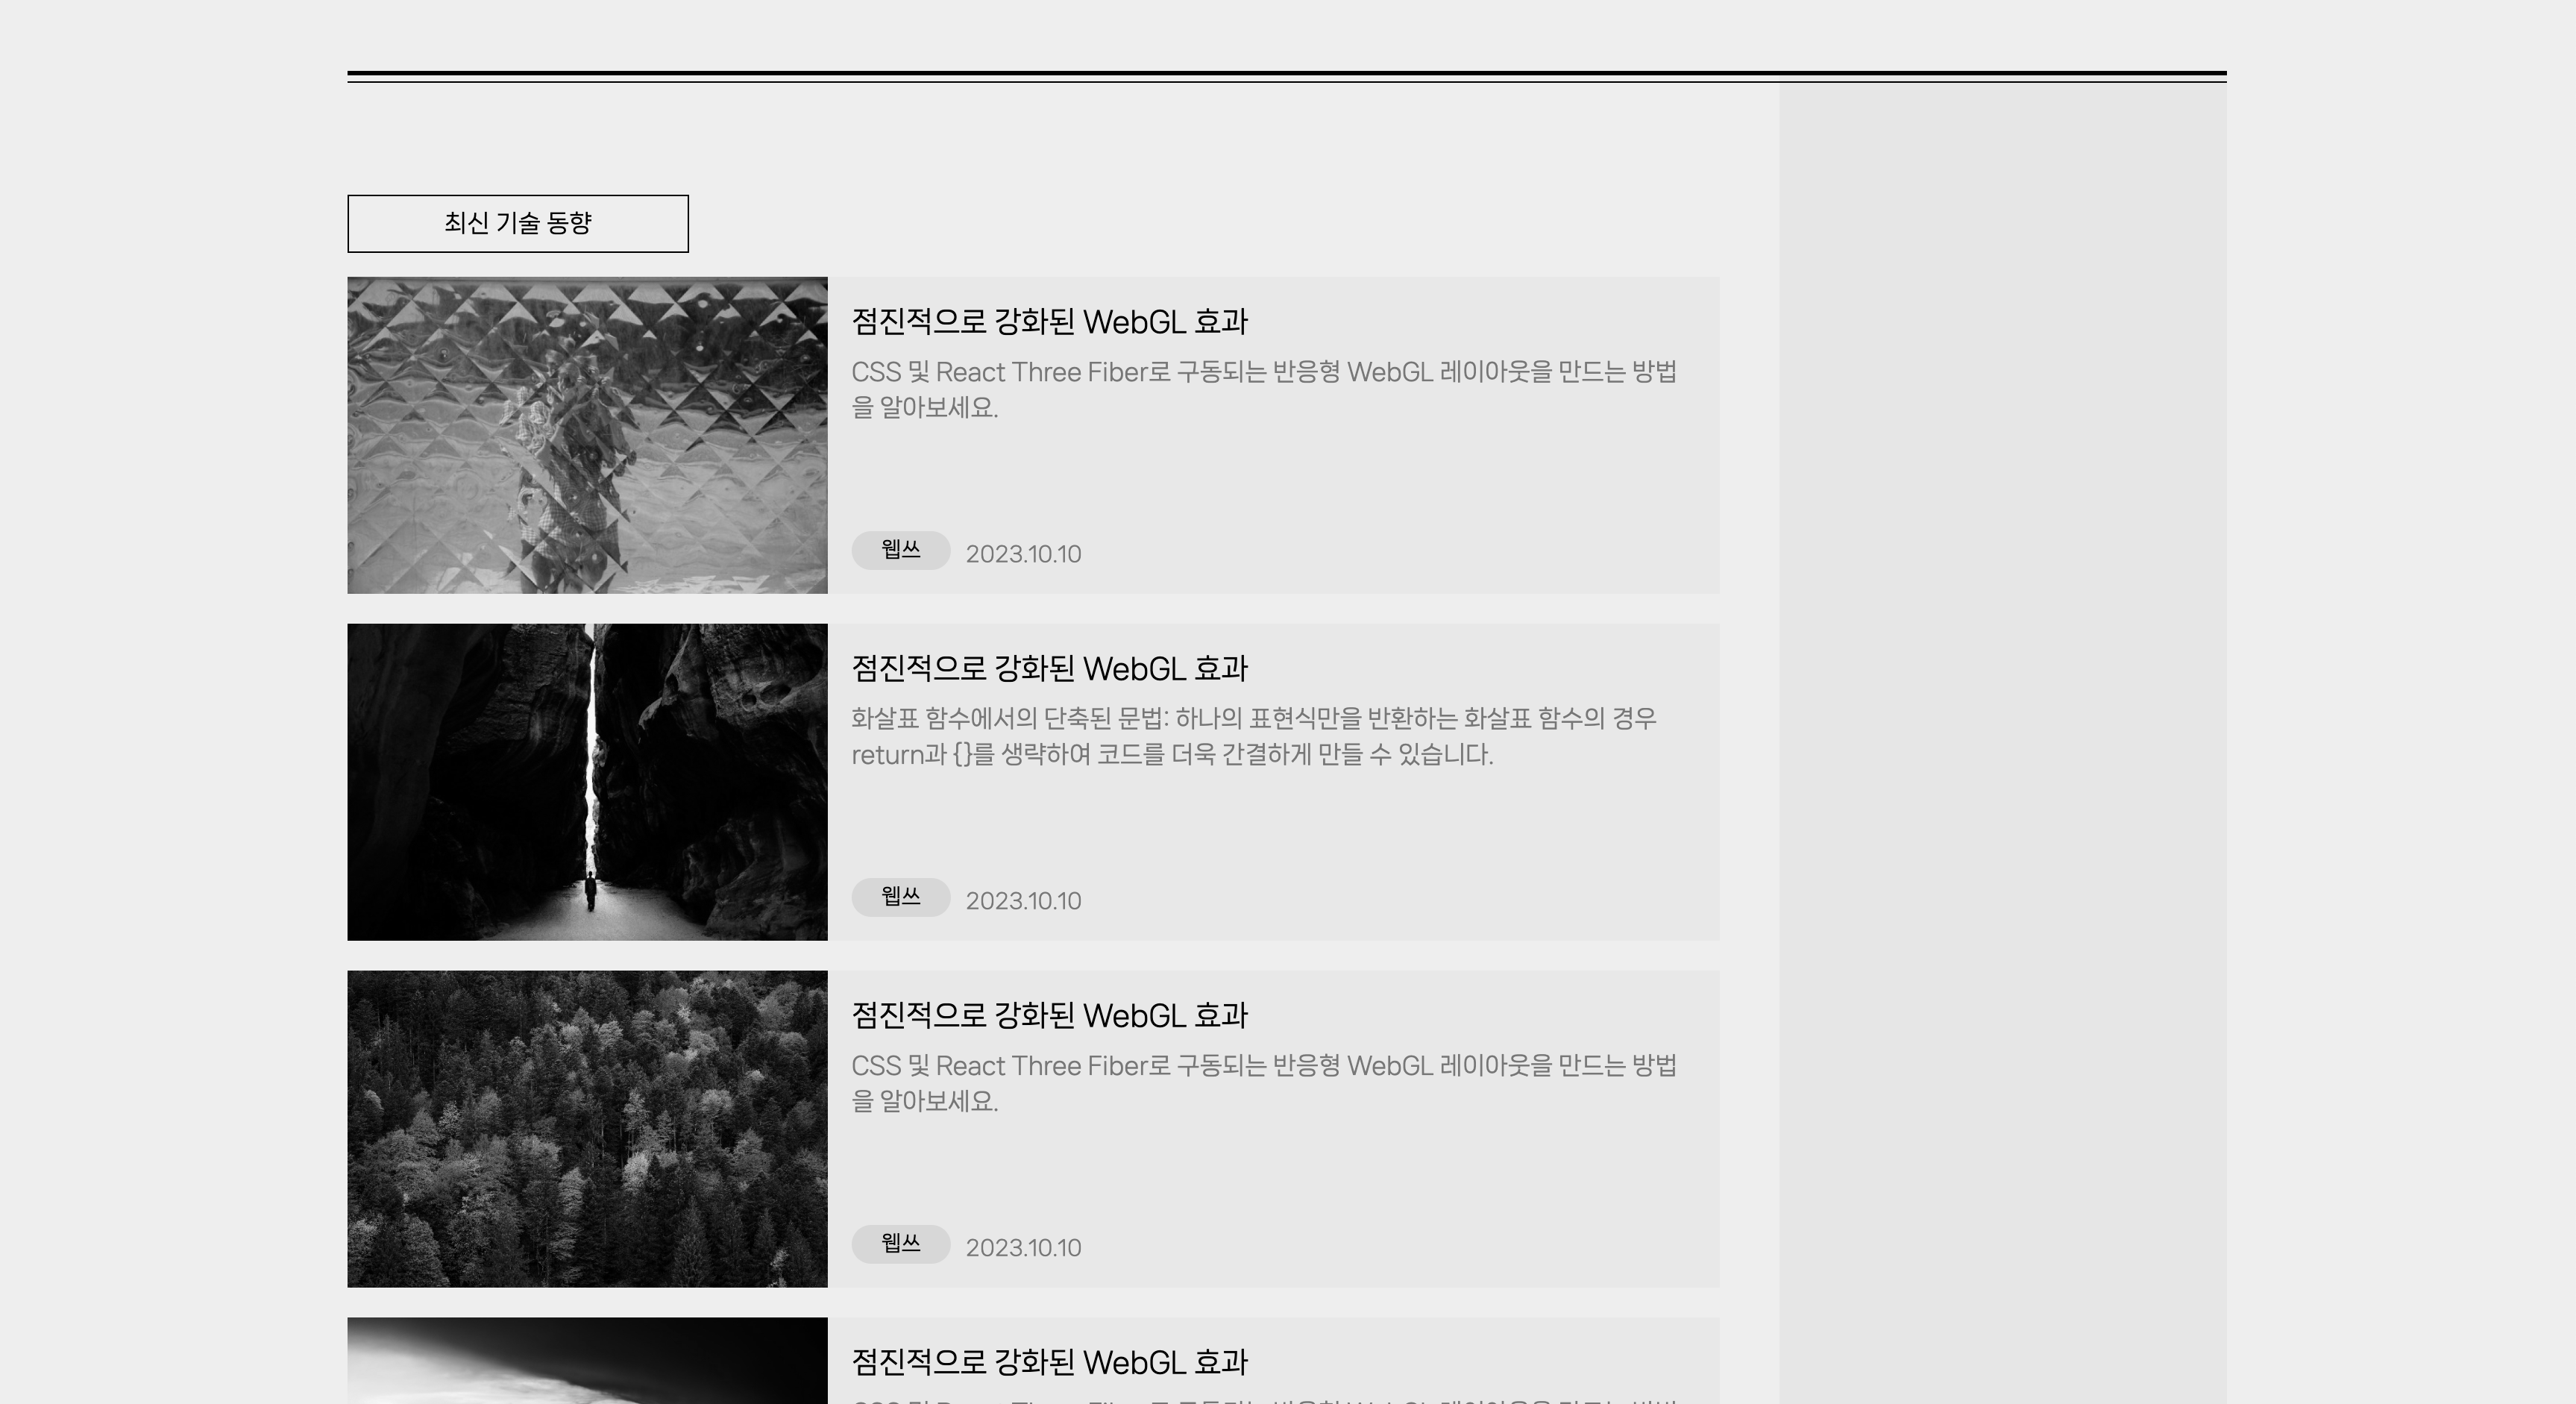 최신 기술 동향
점진적으로 강화된 WebGL 효과
CSS 및 React Three Fiber로 구동되는 반응형 WebGL 레이아웃을 만드는 방법
을 알아보세요.
웹쓰 2023.10.10
점진적으로 강화된 WebGL 효과
화살표 함수에서의 단축된 문법: 하나의 표현식만을 반환하는 화살표 함수의 경우
return과 {}를 생략하여 코드를 더욱 간결하게 만들 수 있습니다.
웹쓰 2023.10.10
점진적으로 강화된 WebGL 효과
CSS 및 React Three Fiber로 구동되는 반응형 WebGL 레이아웃을 만드는 방법
을 알아보세요.
웹쓰 2023.10.10
점진적으로 강화된 WebGL 효과